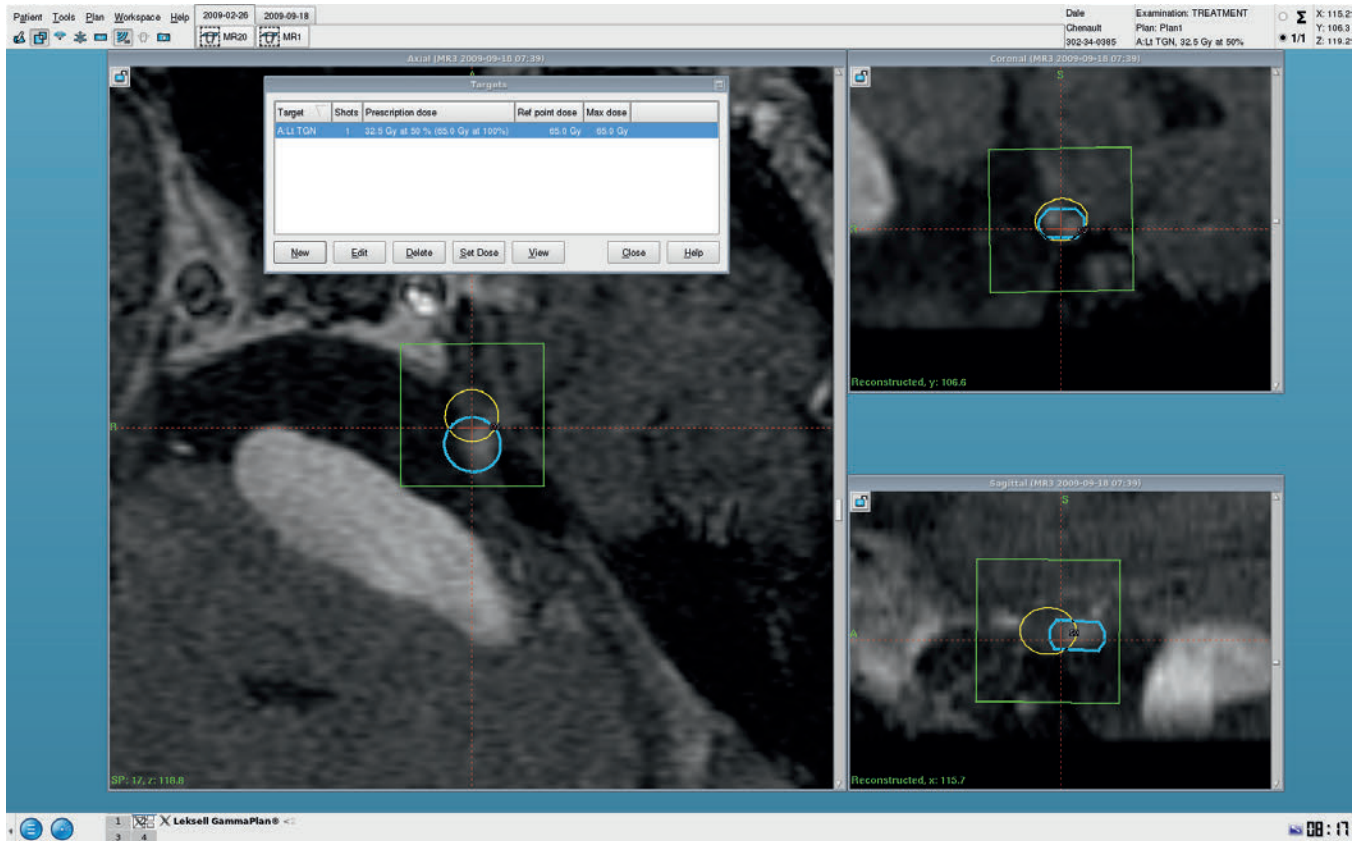 Patient Tools Plan Workspace Help
2009-02-26 2009-09-18
MR20 MR1
Dale
Chenault
302-34-0385
Examination: TREATMENT
Plan: Plan1
A:Lt TGN, 32.5 Gy at 50%
Σ
1/1
X: 115.2
Y: 106.3
Z: 119.2
Axial (MR3 2009-09-18 07:39)
Targets
Target Shots Prescription dose Ref point dose Max dose
A:Lt TGN 1 32.5 Gy at 50 % (65.0 Gy at 100%) 65.0 Gy 65.0 Gy
New Edit Delete Set Dose View Close Help
R
SP: 17, z: 118.8
Coronal (MR3 2009-09-18 07:39)
S
R
Reconstructed, y: 106.6
Sagittal (MR3 2009-09-18 07:39)
S
A
Reconstructed, x: 115.7
1
3 4
Leksell GammaPlan®
08:17